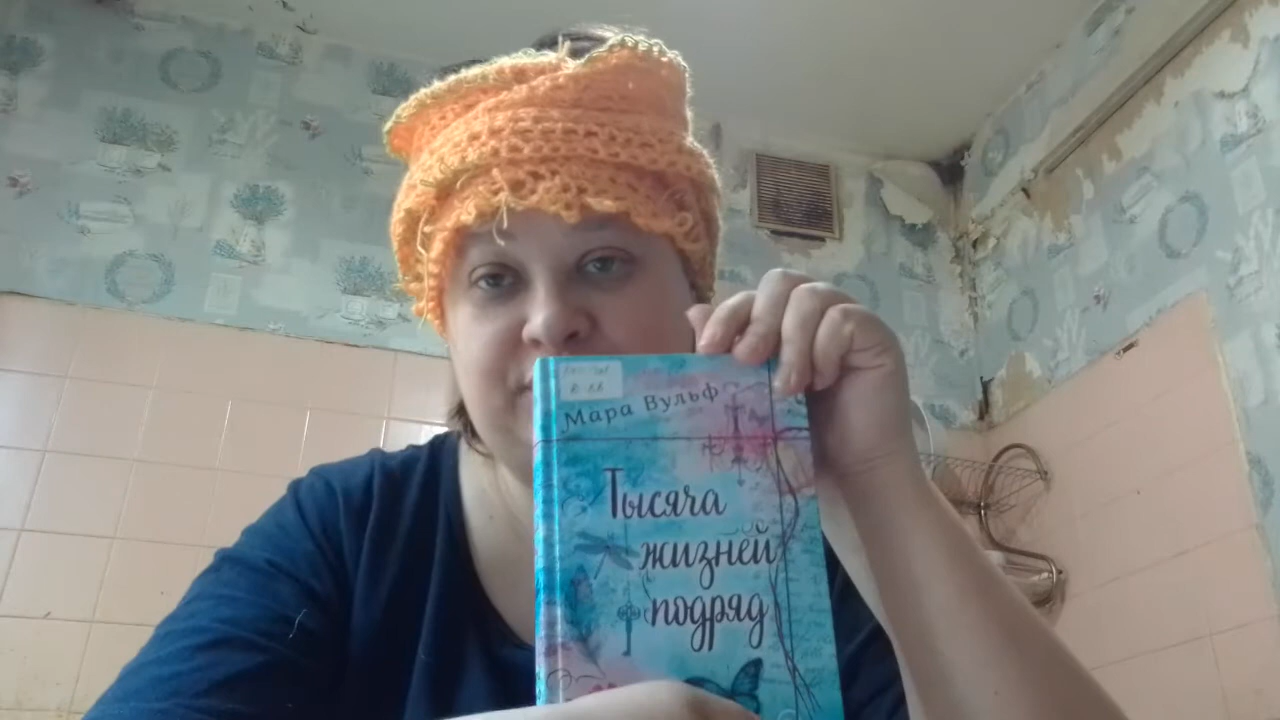 Мара Вульф
Тысяча
жизней
подряд